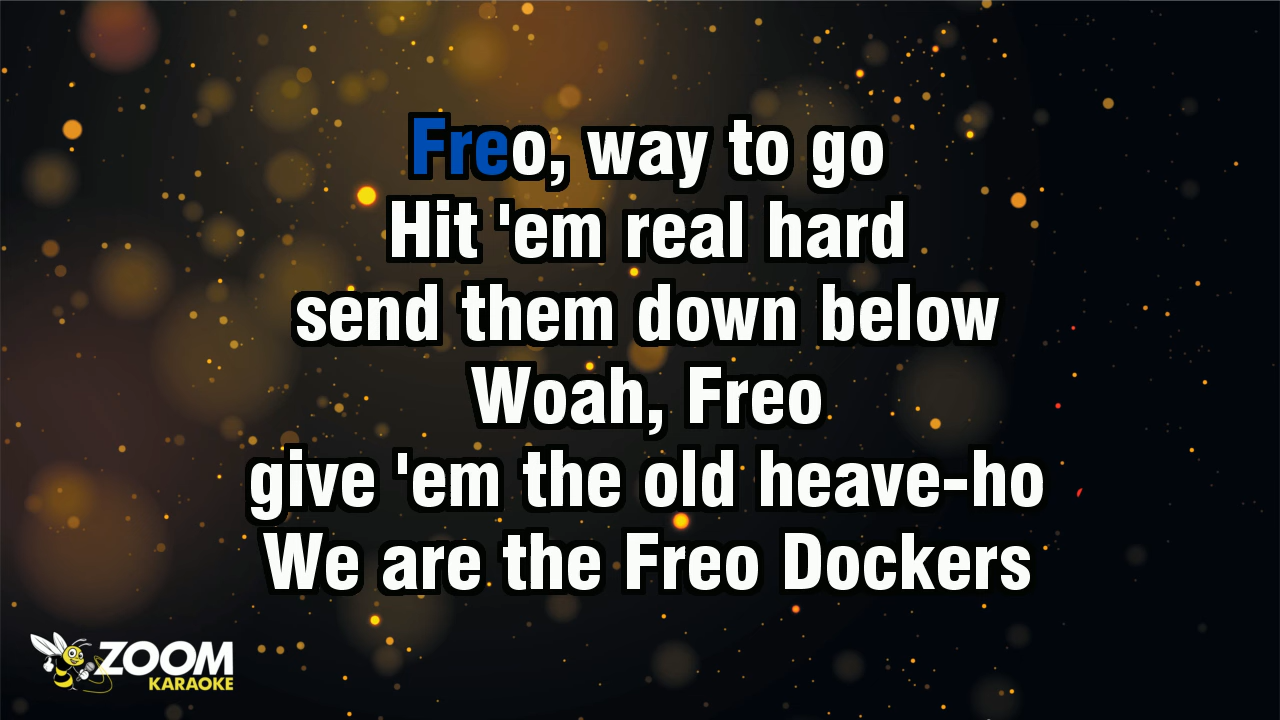 Freo, way to go
Hit 'em real hard
send them down below
Woah, Freo
give 'em the old heave-ho
We are the Freo Dockers
ZOOM
KARAOKE